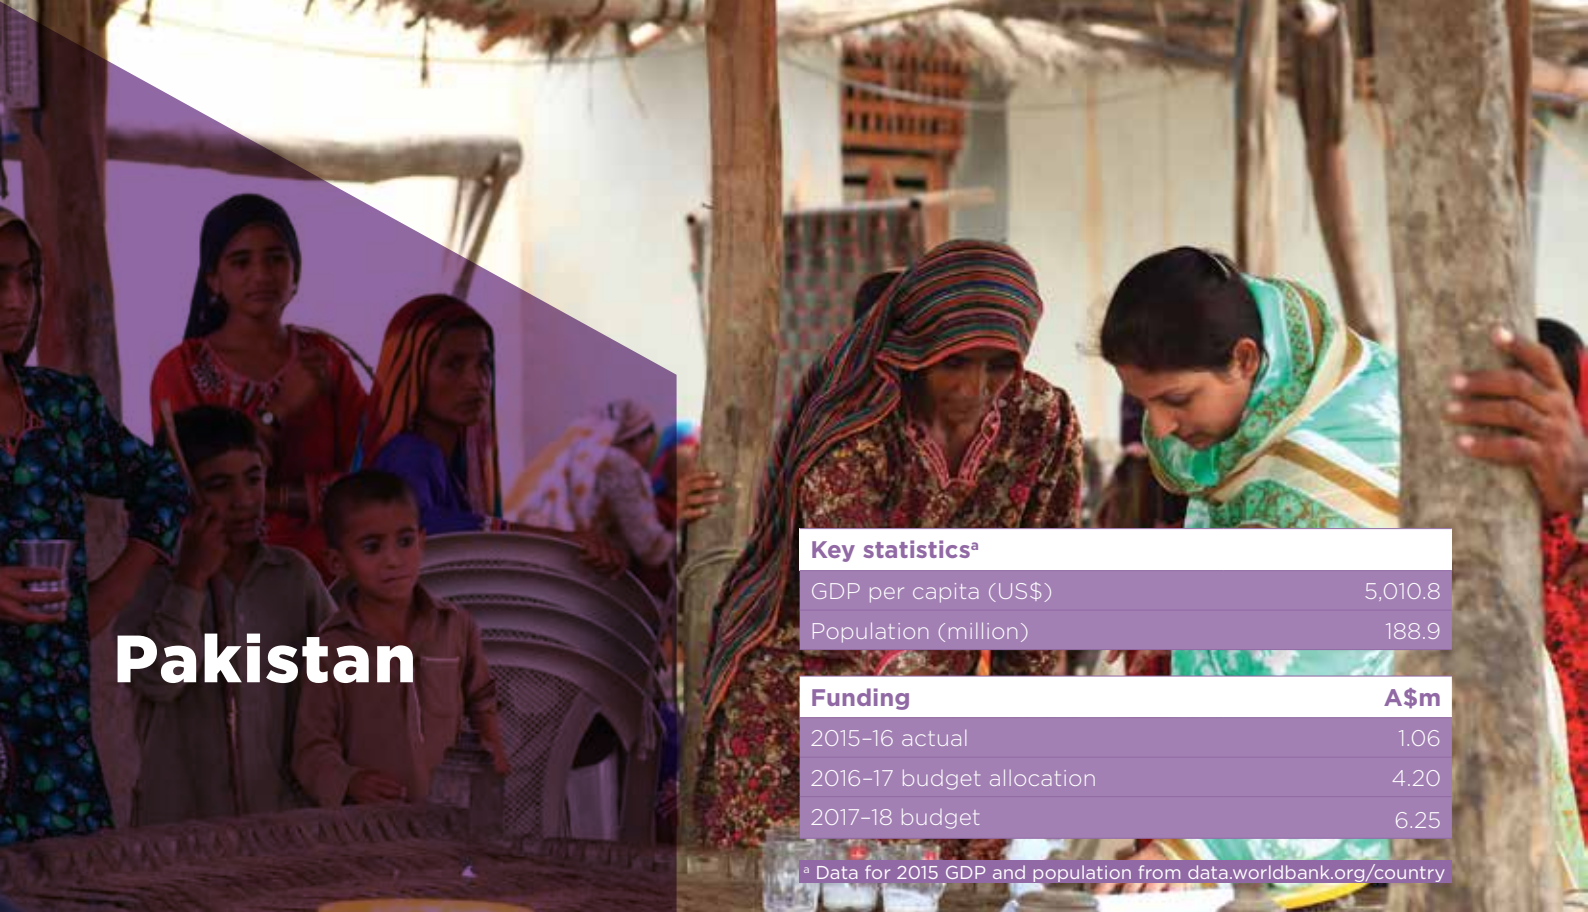 Pakistan
Key statisticsᵃ
GDP per capita (US$) 5,010.8
Population (million) 188.9
Funding A$m
2015–16 actual 1.06
2016–17 budget allocation 4.20
2017–18 budget 6.25
ᵃ Data for 2015 GDP and population from data.worldbank.org/country